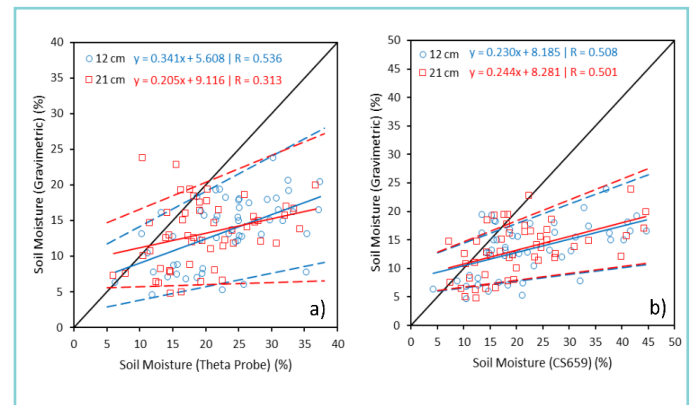 12 cm y = 0.341x + 5.608 | R = 0.536
21 cm y = 0.205x + 9.116 | R = 0.313
Soil Moisture (Gravimetric) (%)
40
35
30
25
20
15
10
5
0
0 5 10 15 20 25 30 35 40
Soil Moisture (Theta Probe) (%)
a)
12 cm y = 0.230x + 8.185 | R = 0.508
21 cm y = 0.244x + 8.281 | R = 0.501
Soil Moisture (Gravimetric) (%)
50
45
40
35
30
25
20
15
10
5
0
0 5 10 15 20 25 30 35 40 45 50
Soil Moisture (CS659) (%)
b)